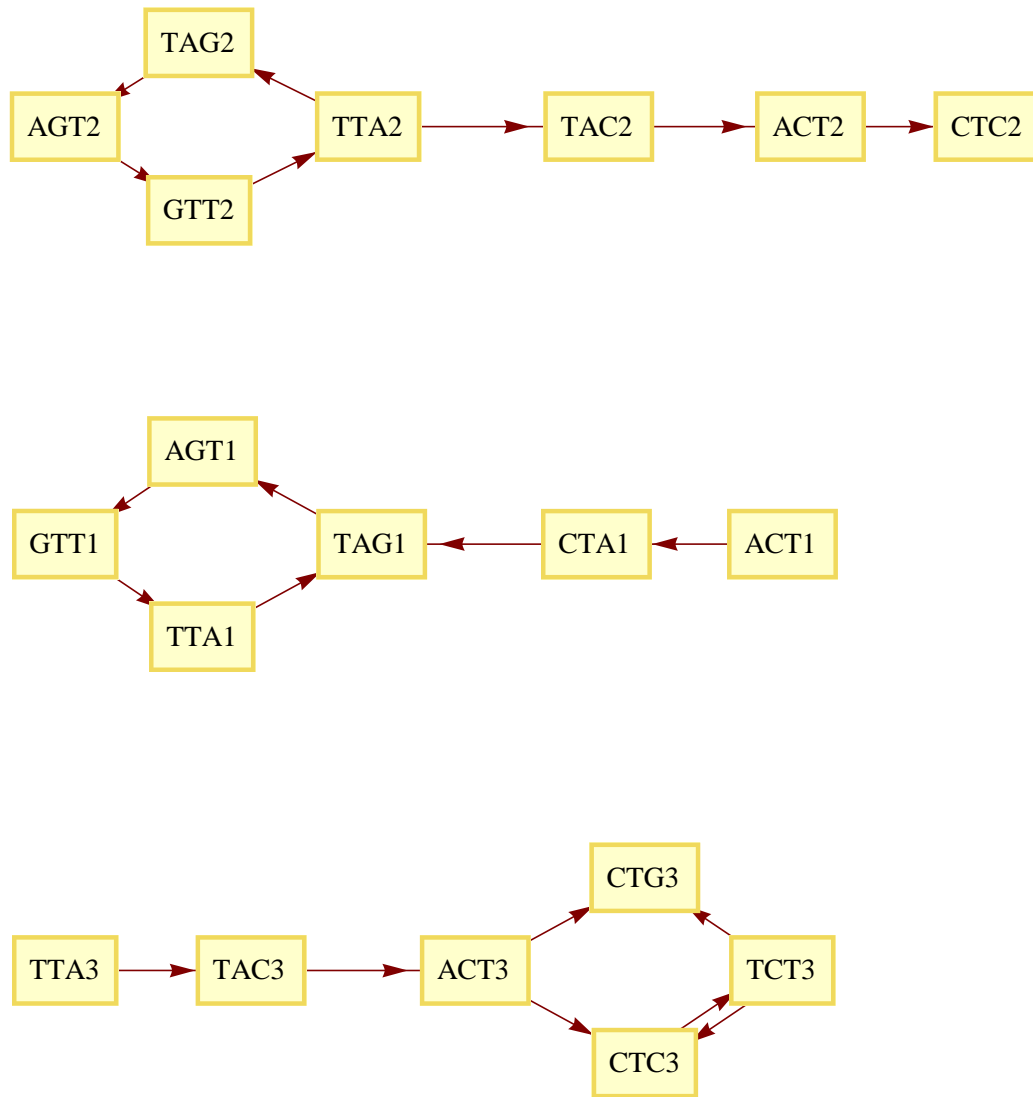 TAG2
AGT2
TTA2
TAC2
ACT2
CTC2
GTT2
AGT1
GTT1
TAG1
CTA1
ACT1
TTA1
CTG3
TTA3
TAC3
ACT3
TCT3
CTC3